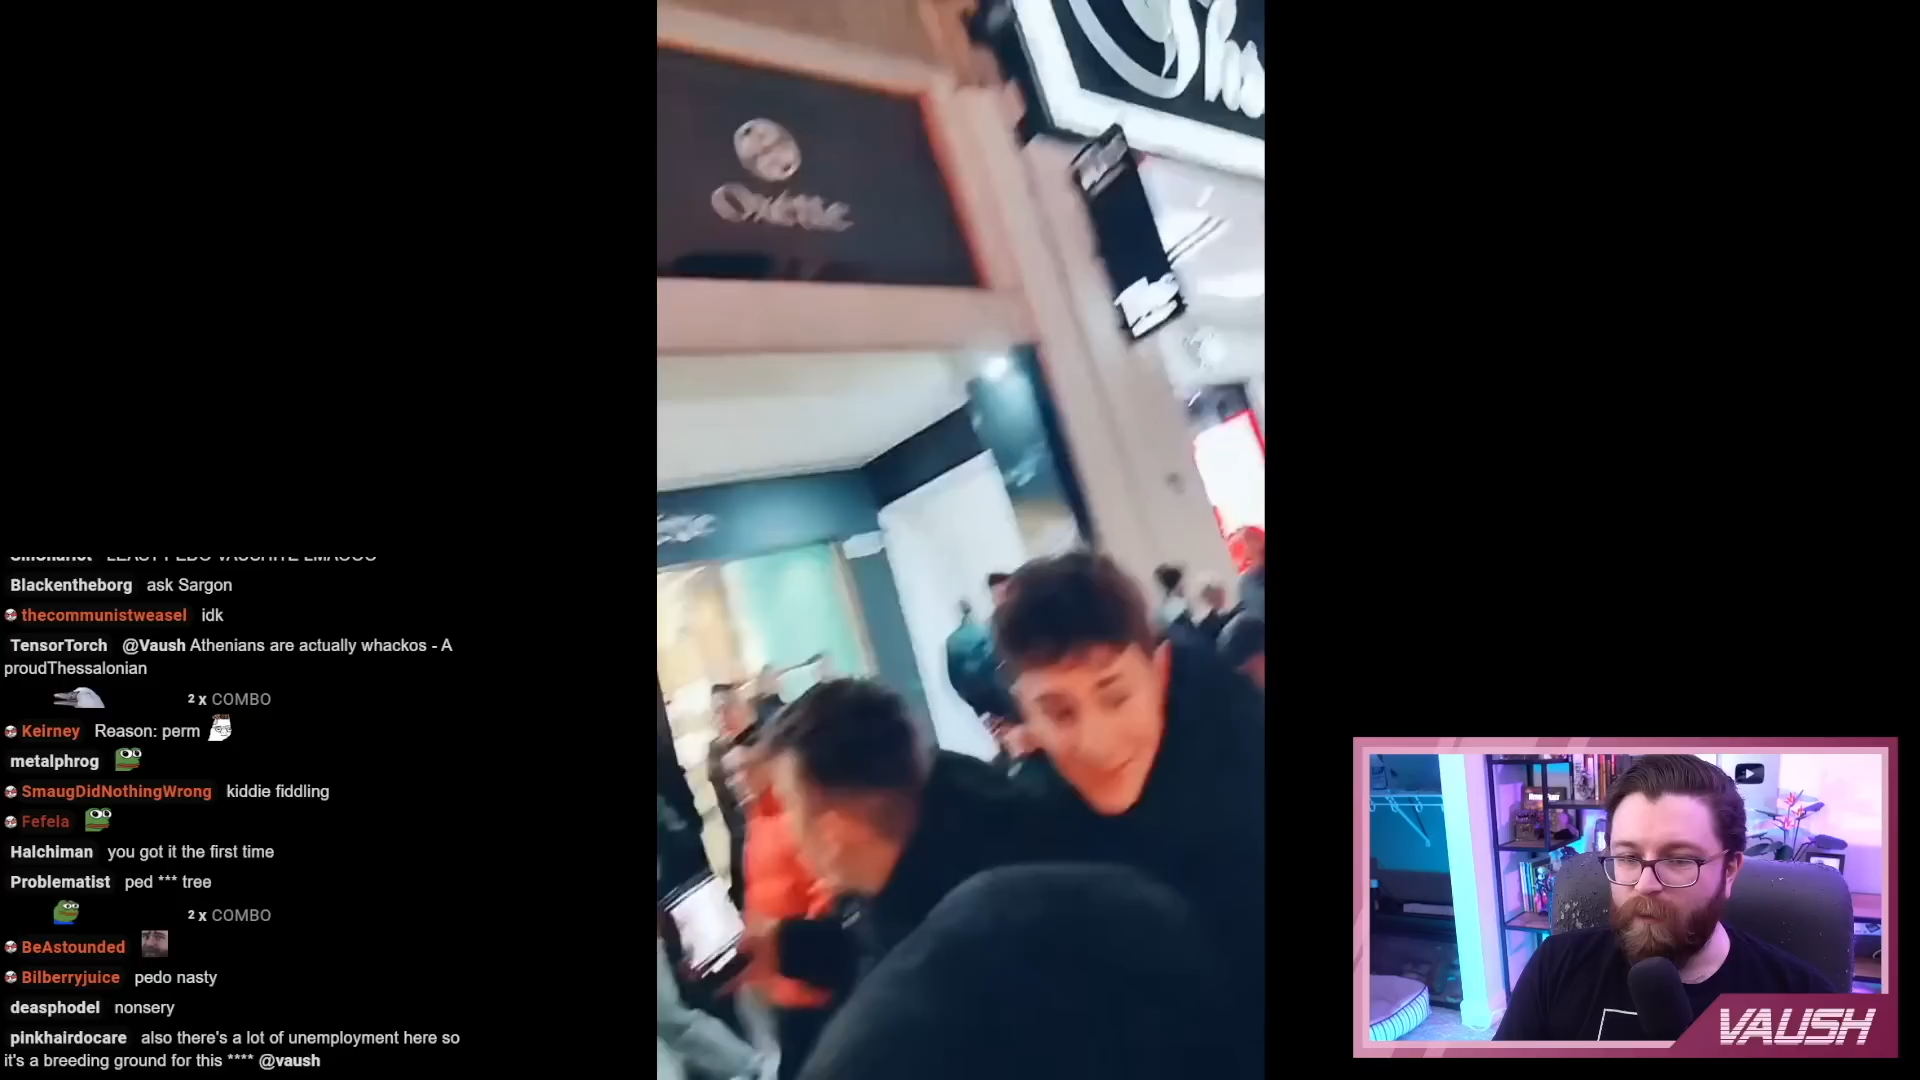 Sho
Odette
Blackentheborg ask Sargon
thecommunistweasel idk
TensorTorch @Vaush Athenians are actually whackos - A
proudThessalonian
2 x COMBO
Keirney Reason: perm
metalphrog
SmaugDidNothingWrong kiddie fiddling
Fefela
Halchiman you got it the first time
Problematist ped *** tree
2 x COMBO
BeAstounded
Bilberryjuice pedo nasty
deasphodel nonsery
pinkhairdocare also there's a lot of unemployment here so
it's a breeding ground for this **** @vaush
VAUSH